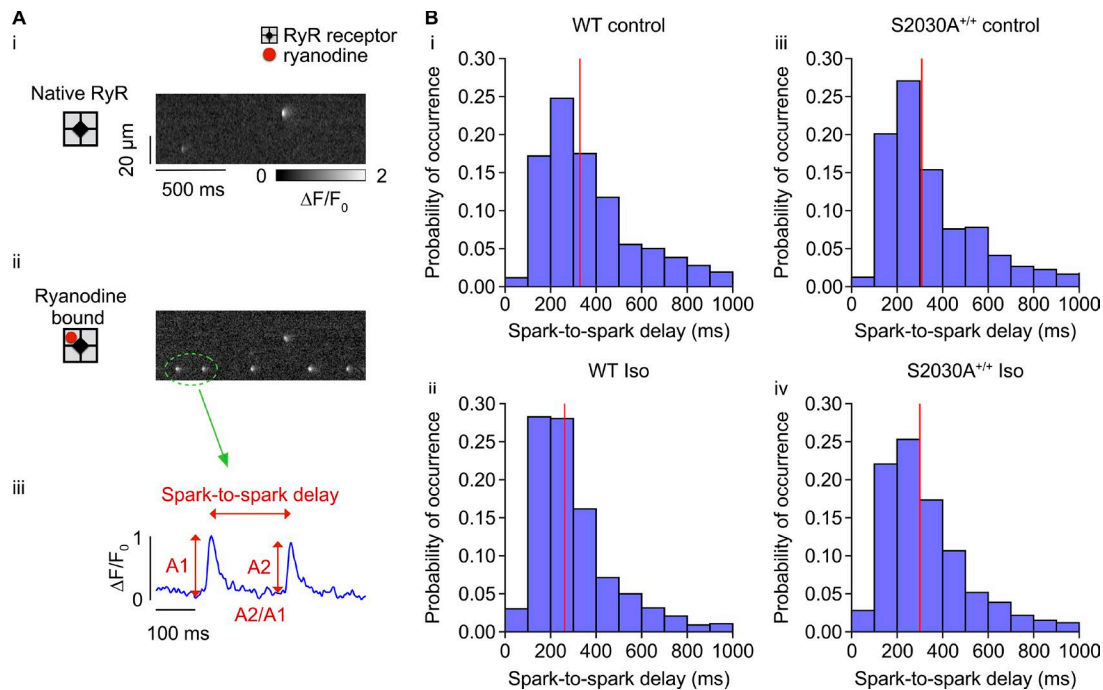 A
i
RyR receptor
ryanodine
Native RyR
20 µm
500 ms
0
2
ΔF/F0
ii
Ryanodine
bound
iii
Spark-to-spark delay
ΔF/F0
1
0
A1
A2
A2/A1
100 ms
B
WT control
i
Probability of occurrence
0.30
0.25
0.20
0.15
0.10
0.05
0.00
0 200 400 600 800 1000
Spark-to-spark delay (ms)
S2030A+/+ control
iii
Probability of occurrence
0.30
0.25
0.20
0.15
0.10
0.05
0.00
0 200 400 600 800 1000
Spark-to-spark delay (ms)
WT Iso
ii
Probability of occurrence
0.30
0.25
0.20
0.15
0.10
0.05
0.00
0 200 400 600 800 1000
Spark-to-spark delay (ms)
S2030A+/+ Iso
iv
Probability of occurrence
0.30
0.25
0.20
0.15
0.10
0.05
0.00
0 200 400 600 800 1000
Spark-to-spark delay (ms)